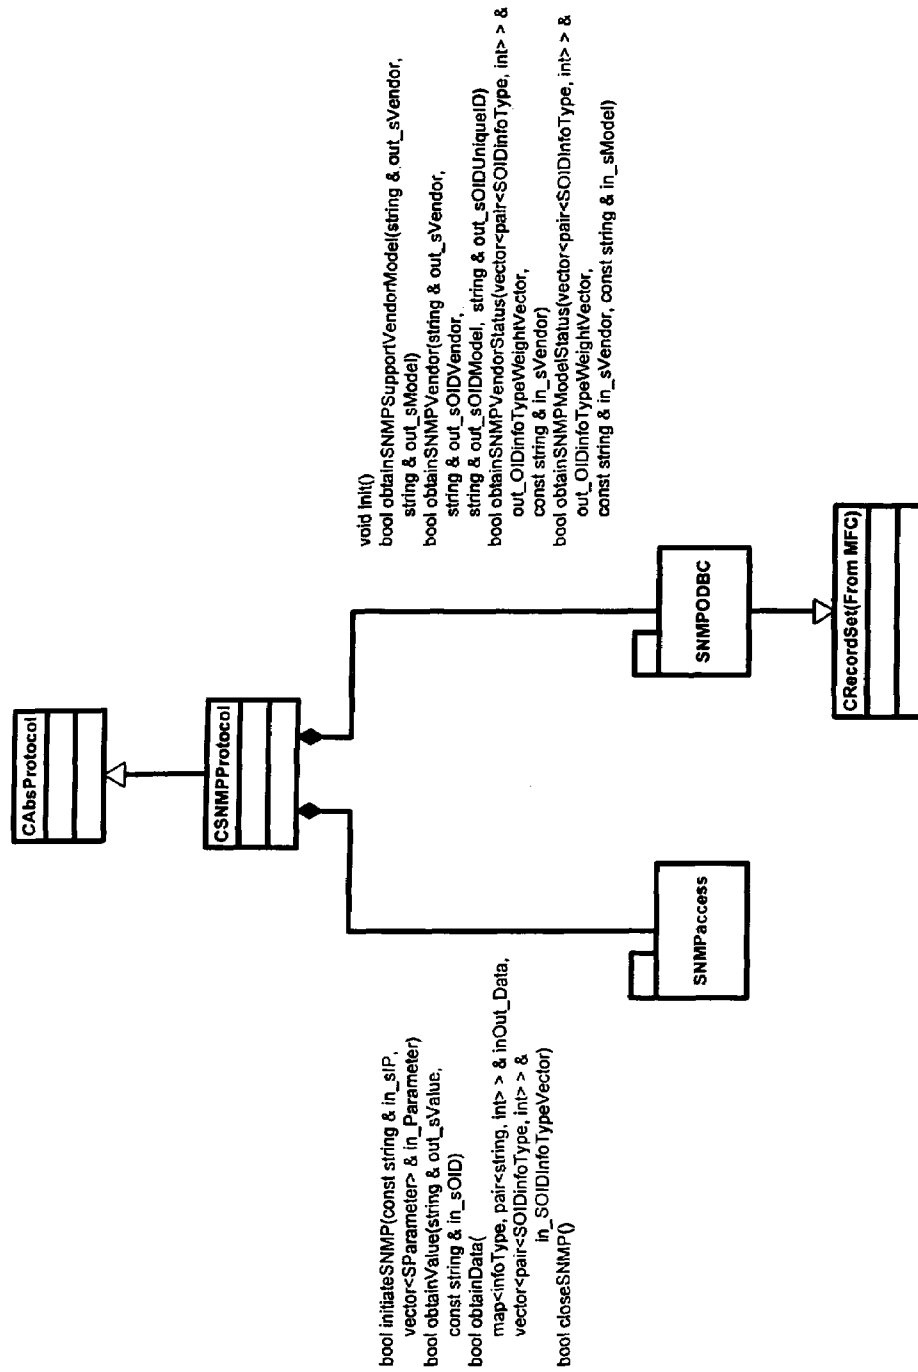 CAbsProtocol
CSNMPProtocol
bool initiateSNMP(const string & in_sIP,
vector<SParameter> & in_Parameter)
bool obtainValue(string & out_sValue,
const string & in_sOID)
bool obtainData(
map<infoType, pair<string, int> > & inOut_Data,
vector<pair<SOIDinfoType, int> > &
in_SOIDInfoTypeVector)
bool closeSNMP()
void init()
bool obtainSNMPSupportVendorModel(string & out_sVendor,
string & out_sModel)
bool obtainSNMPVendor(string & out_sVendor,
string & out_sOIDVendor,
string & out_sOIDModel, string & out_sOIDUniqueID)
bool obtainSNMPVendorStatus(vector<pair<SOIDinfoType, int> > &
out_OIDinfoTypeWeightVector,
const string & in_sVendor)
bool obtainSNMPModelStatus(vector<pair<SOIDInfoType, int> > &
out_OIDinfoTypeWeightVector,
const string & in_sVendor, const string & in_sModel)
SNMPaccess
SNMPODBC
CRecordSet(From MFC)